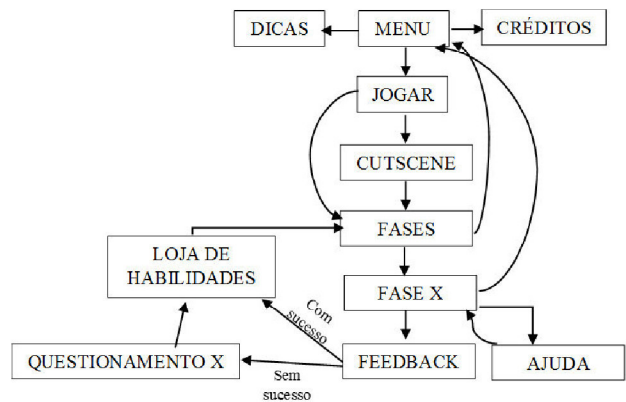 DICAS
MENU
CRÉDITOS
JOGAR
CUTSCENE
FASES
LOJA DE
HABILIDADES
FASE X
Com
sucesso
QUESTIONAMENTO X
Sem
sucesso
FEEDBACK
AJUDA